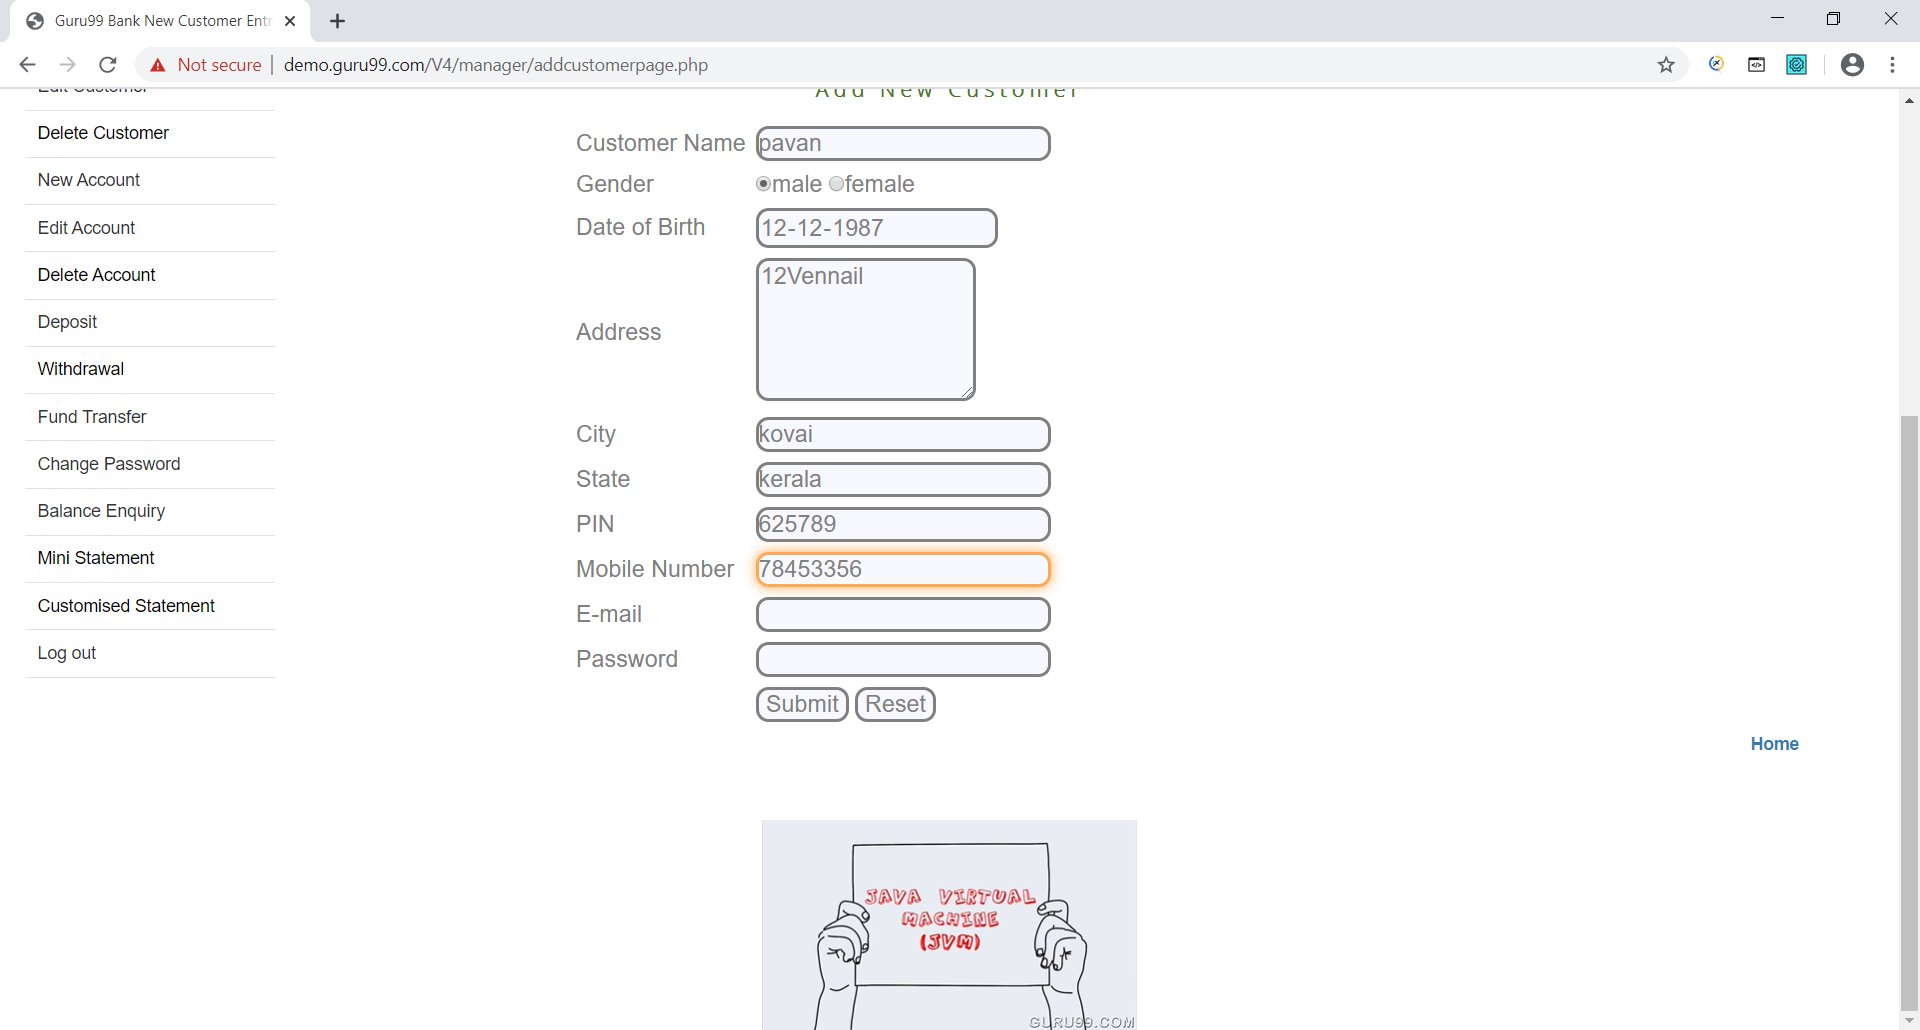 Guru99 Bank New Customer Entr
Not secure
demo.guru99.com/V4/manager/addcustomerpage.php
Edit Customer
Delete Customer
New Account
Edit Account
Delete Account
Deposit
Withdrawal
Fund Transfer
Change Password
Balance Enquiry
Mini Statement
Customised Statement
Log out
Add New Customer
Customer Name pavan
Gender male female
Date of Birth 12-12-1987
Address 12Vennail
City kovai
State kerala
PIN 625789
Mobile Number 78453356
E-mail
Password
Submit Reset
Home
JAVA VIRTUAL
MACHINE
(JVM)
GURU99.COM